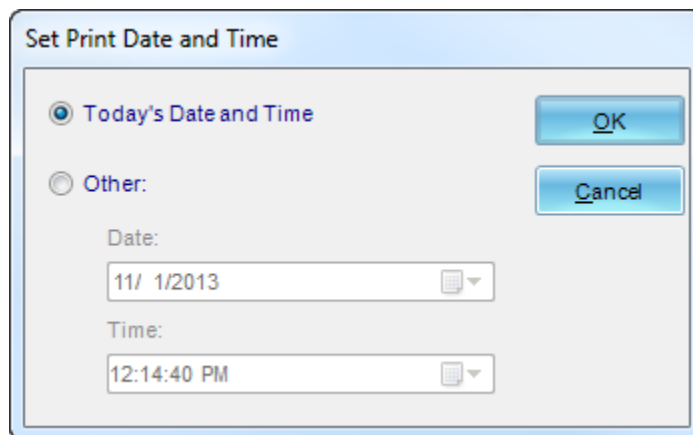 Set Print Date and Time
Today's Date and Time
OK
Other:
Cancel
Date:
11/ 1/2013
Time:
12:14:40 PM